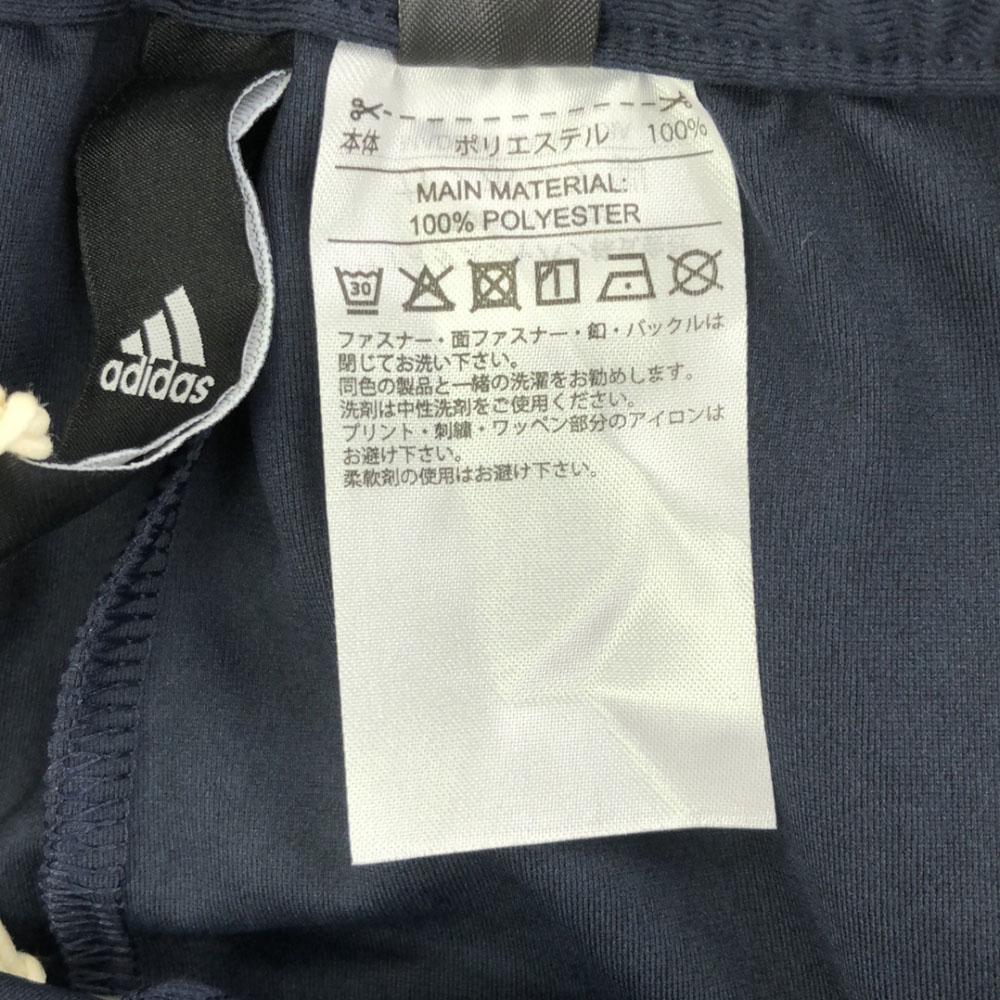 本体 ポリエステル 100%
MAIN MATERIAL:
100% POLYESTER
30
ファスナー・面ファスナー・釦・バックルは
閉じてお洗い下さい。
同色の製品と一緒の洗濯をお勧めします。
洗剤は中性洗剤をご使用ください。
プリント・刺繍・ワッペン部分のアイロンは
お避け下さい。
柔軟剤の使用はお避け下さい。
adidas